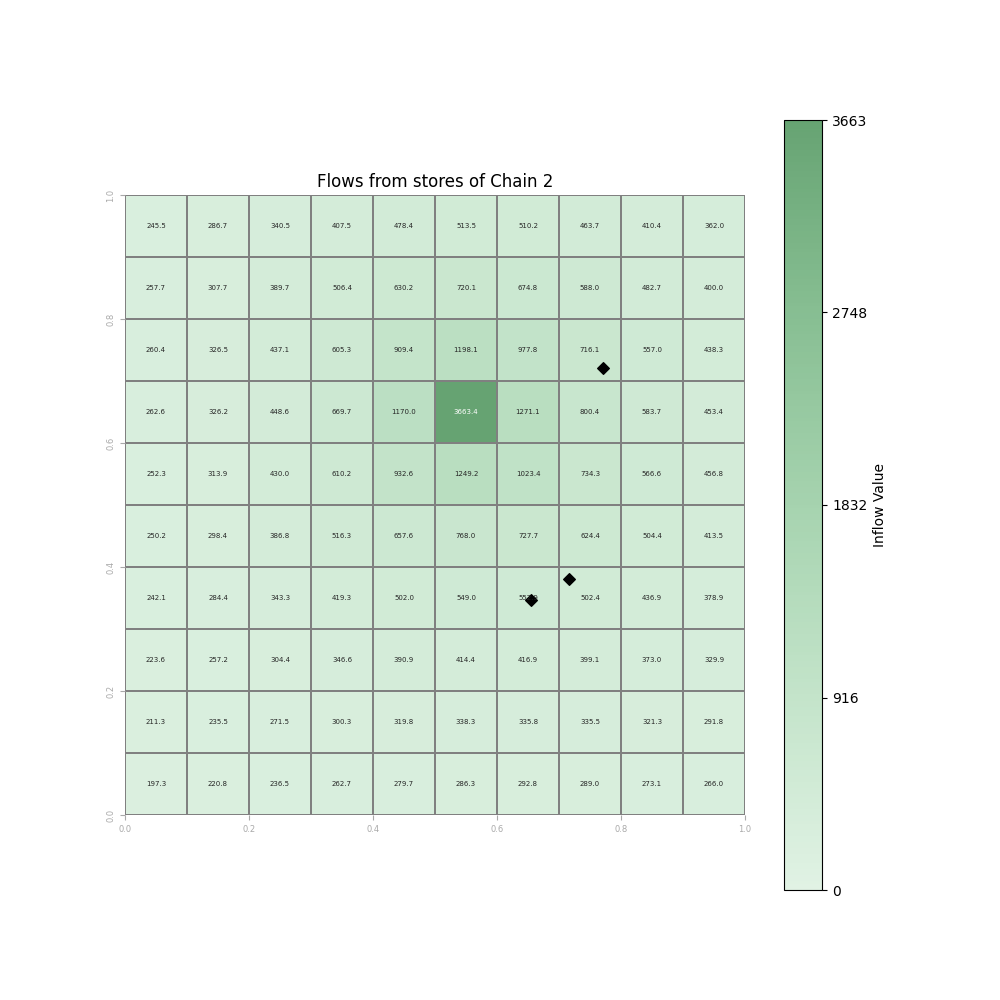 Flows from stores of Chain 2
1.0
245.5 286.7 340.5 407.5 478.4 513.5 510.2 463.7 410.4 362.0
257.7 307.7 389.7 506.4 630.2 720.1 674.8 588.0 482.7 400.0
0.8
260.4 326.5 437.1 605.3 909.4 1198.1 977.8 716.1 557.0 438.3
262.6 326.2 448.6 669.7 1170.0 3663.4 1271.1 800.4 583.7 453.4
0.6
252.3 313.9 430.0 610.2 932.6 1249.2 1023.4 734.3 566.6 456.8
250.2 298.4 386.8 516.3 657.6 768.0 727.7 624.4 504.4 413.5
0.4
242.1 284.4 343.3 419.3 502.0 549.0 502.4 436.9 378.9
223.6 257.2 304.4 346.6 390.9 414.4 416.9 399.1 373.0 329.9
0.2
211.3 235.5 271.5 300.3 319.8 338.3 335.8 335.5 321.3 291.8
197.3 220.8 236.5 262.7 279.7 286.3 292.8 289.0 273.1 266.0
0.0
0.0 0.2 0.4 0.6 0.8 1.0
3663
2748
1832
916
0
Inflow Value